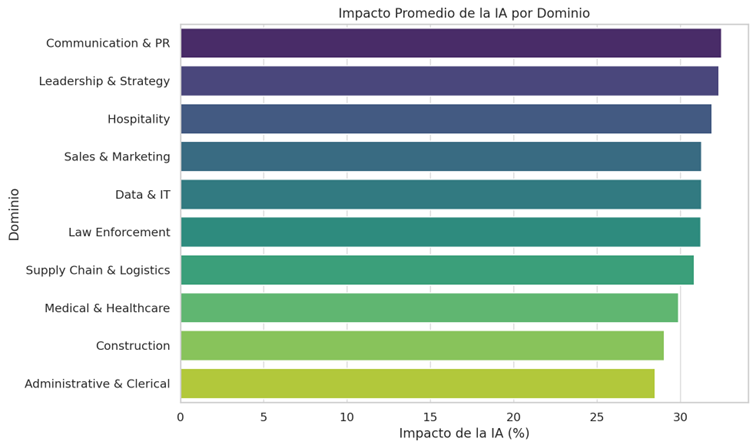 Impacto Promedio de la IA por Dominio
Communication & PR
Leadership & Strategy
Hospitality
Sales & Marketing
Data & IT
Law Enforcement
Supply Chain & Logistics
Medical & Healthcare
Construction
Administrative & Clerical
Dominio
0 5 10 15 20 25 30
Impacto de la IA (%)